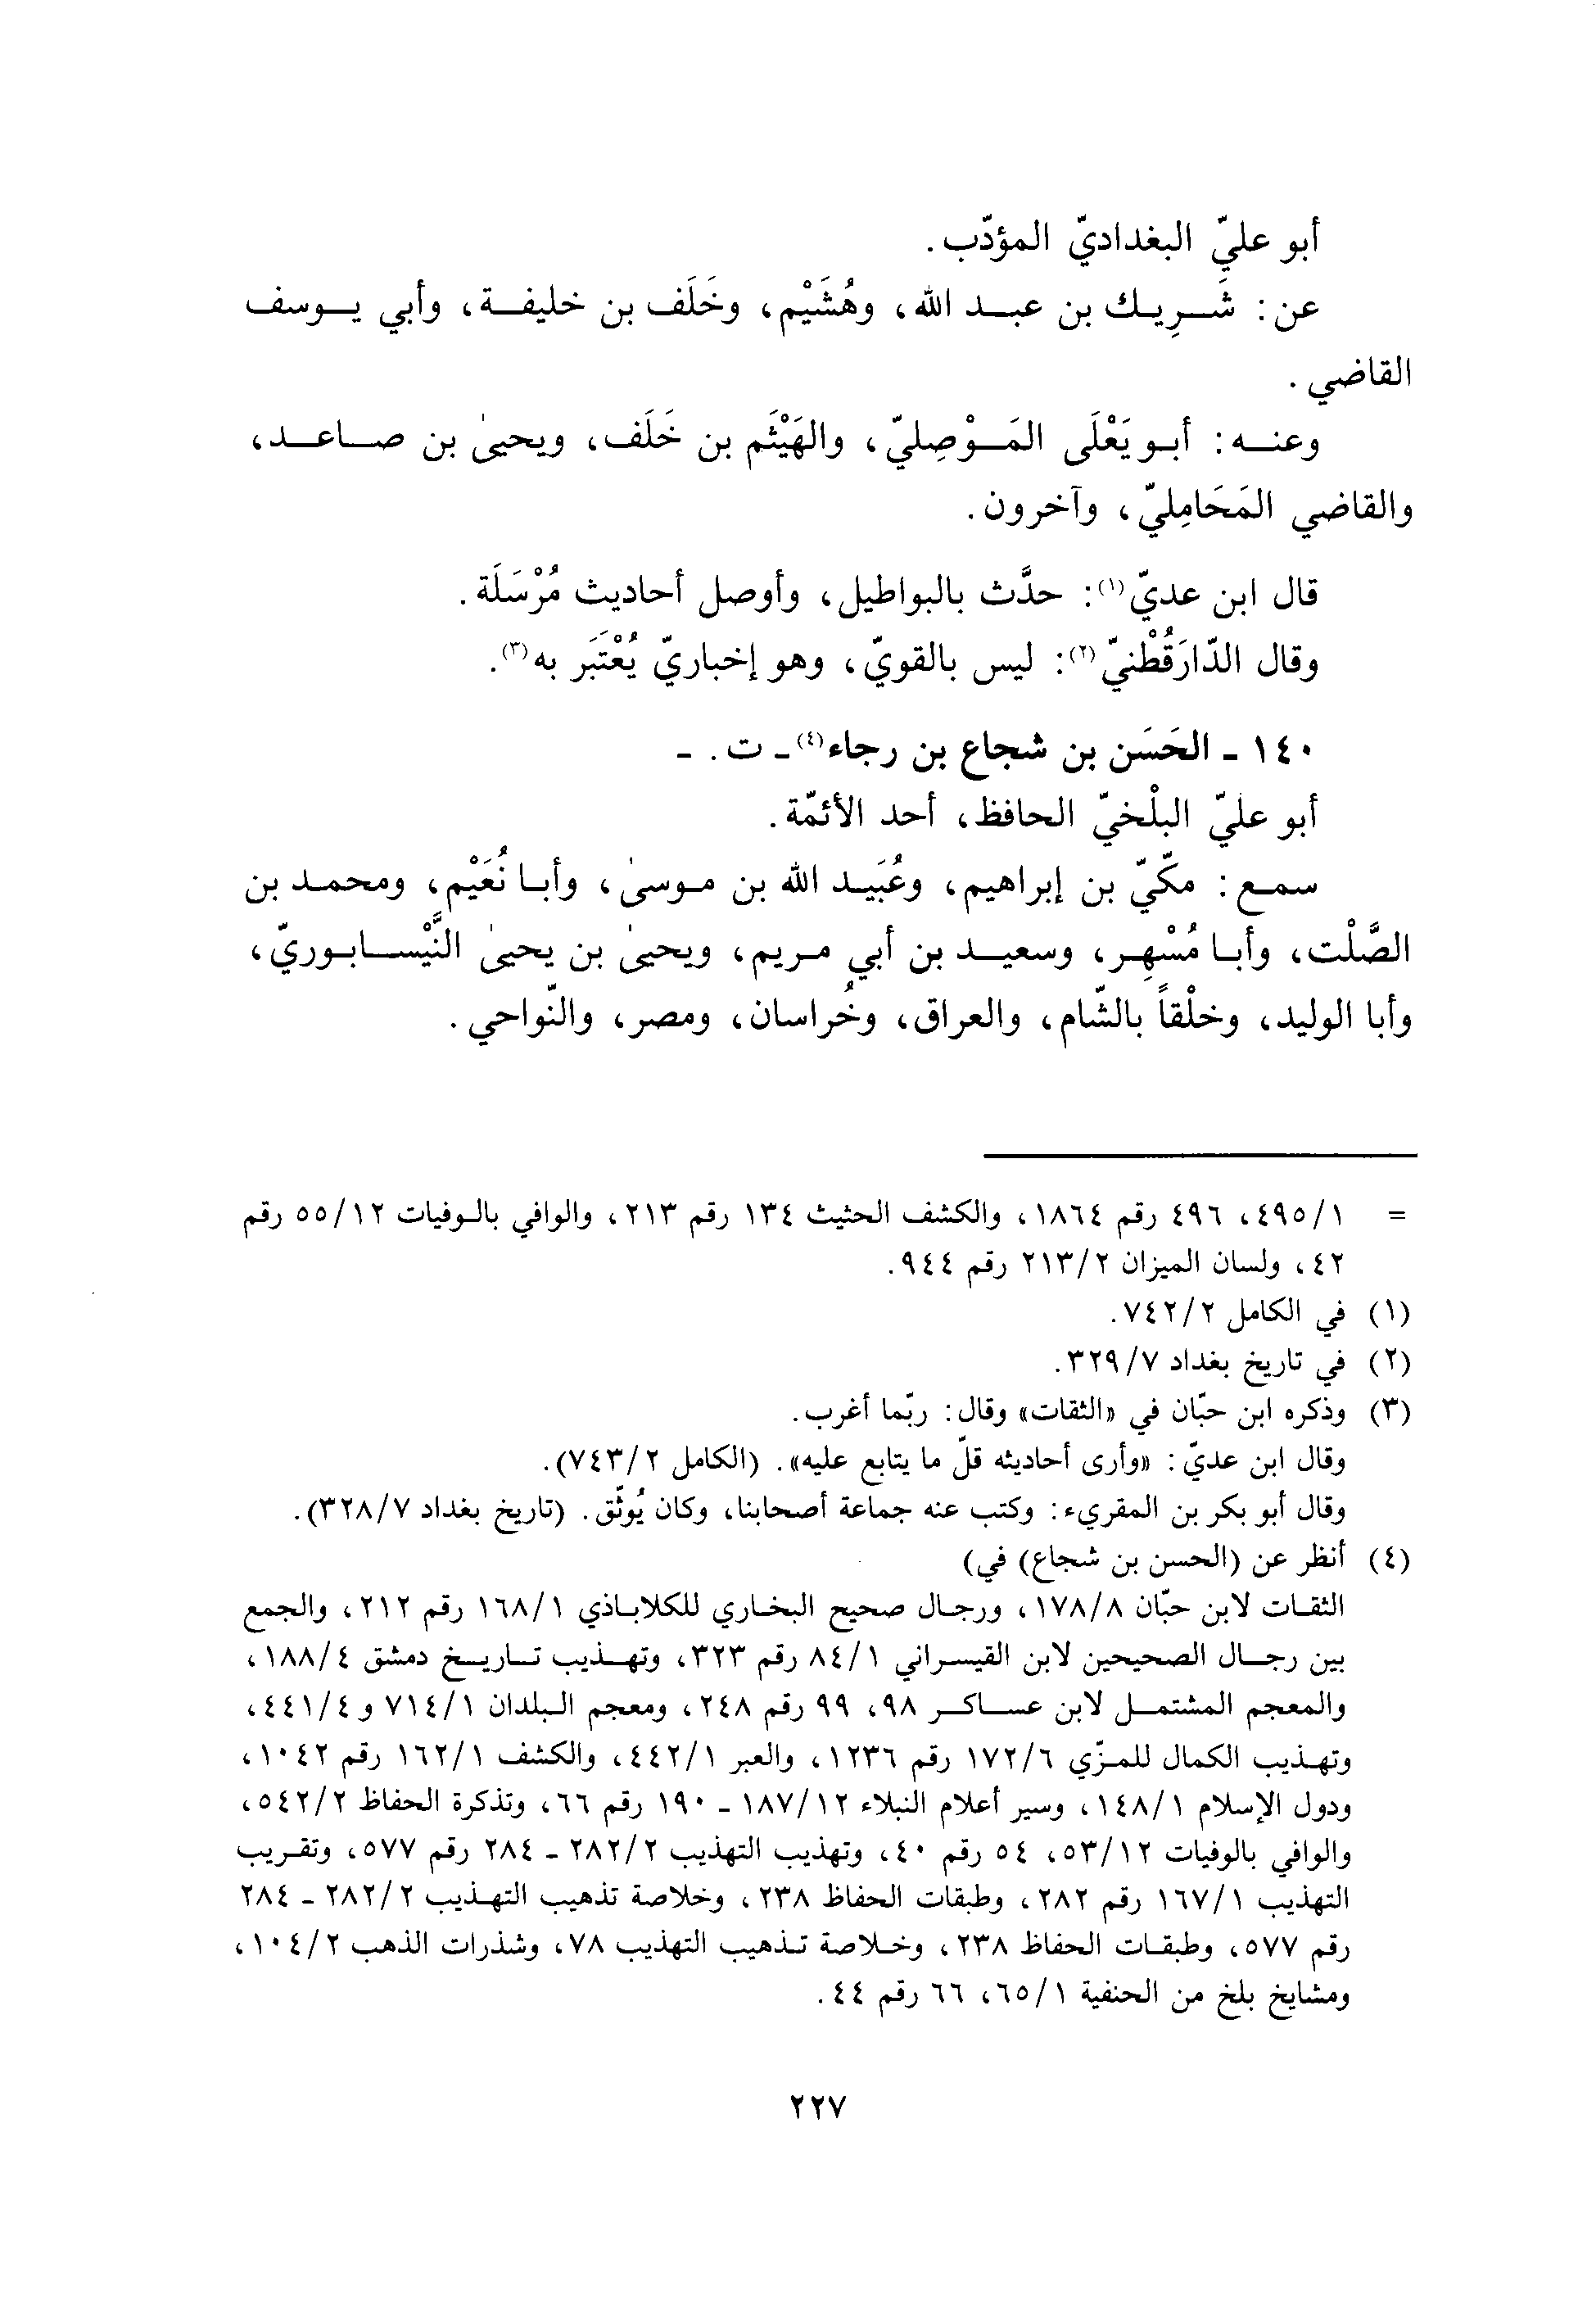 أبو عليّ البغداديّ المؤدّب.
عن: شَرِيك بن عبد الله، وهُشَيْم، وخَلَف بن خليفة، وأبي يوسف
القاضي.
وعنه: أبو يَعْلَى المَوْصِليّ، والهَيْثَم بن خَلَف، ويحيىٰ بن صاعد،
والقاضي المَحَامِليّ، وآخرون.
قال ابن عديّ(١): حدَّث بالبواطيل، وأوصل أحاديث مُرْسَلَة.
وقال الدّارَقُطْنيّ(٢): ليس بالقويّ، وهو إخباريّ يُعْتَبَر به(٣).
١٤٠ - الحَسَن بن شجاع بن رجاء(٤) - ت. -
أبو عليّ البلْخيّ الحافظ، أحد الأئمّة.
سمع: مكّيّ بن إبراهيم، وعُبَيد الله بن موسىٰ، وأبا نُعَيْم، ومحمد بن
الصَّلْت، وأبا مُسْهِر، وسعيد بن أبي مريم، ويحيىٰ بن يحيىٰ النَّيْسابوريّ،
وأبا الوليد، وخلْقاً بالشّام، والعراق، وخُراسان، ومصر، والنّواحي.
= ٤٩٥/١، ٤٩٦ رقم ١٨٦٤، والكشف الحثيث ١٣٤ رقم ٢١٣، والوافي بالوفيات ٥٥/١٢ رقم
٤٢، ولسان الميزان ٢١٣/٢ رقم ٩٤٤.
(١) في الكامل ٧٤٢/٢.
(٢) في تاريخ بغداد ٣٢٩/٧.
(٣) وذكره ابن حبّان في «الثقات» وقال: ربّما أغرب.
وقال ابن عديّ: «وأرى أحاديثه قلّ ما يتابع عليه». (الكامل ٧٤٣/٢).
وقال أبو بكر بن المقريء: وكتب عنه جماعة أصحابنا، وكان يُوثَّق. (تاريخ بغداد ٣٢٨/٧).
(٤) أنظر عن (الحسن بن شجاع) في)
الثقات لابن حبّان ١٧٨/٨، ورجال صحيح البخاري للكلاباذي ١٦٨/١ رقم ٢١٢، والجمع
بين رجال الصحيحين لابن القيسراني ٨٤/١ رقم ٣٢٣، وتهذيب تاريخ دمشق ١٨٨/٤،
والمعجم المشتمل لابن عساكر ٩٨، ٩٩ رقم ٢٤٨، ومعجم البلدان ٧١٤/١ و ٤٤١/٤،
وتهذيب الكمال للمزّي ١٧٢/٦ رقم ١٢٣٦، والعبر ٤٤٢/١، والكشف ١٦٢/١ رقم ١٠٤٢،
ودول الإسلام ١٤٨/١، وسير أعلام النبلاء ١٨٧/١٢ - ١٩٠ رقم ٦٦، وتذكرة الحفاظ ٥٤٢/٢،
والوافي بالوفيات ٥٣/١٢، ٥٤ رقم ٤٠، وتهذيب التهذيب ٢٨٢/٢ - ٢٨٤ رقم ٥٧٧، وتقريب
التهذيب ١٦٧/١ رقم ٢٨٢، وطبقات الحفاظ ٢٣٨، وخلاصة تذهيب التهذيب ٢٨٢/٢ - ٢٨٤
رقم ٥٧٧، وطبقات الحفاظ ٢٣٨، وخلاصة تذهيب التهذيب ٧٨، وشذرات الذهب ١٠٤/٢،
ومشايخ بلخ من الحنفية ٦٥/١، ٦٦ رقم ٤٤.
٢٢٧